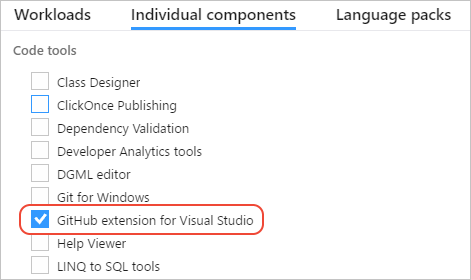 Workloads Individual components Language packs
Code tools
Class Designer
ClickOnce Publishing
Dependency Validation
Developer Analytics tools
DGML editor
Git for Windows
GitHub extension for Visual Studio
Help Viewer
LINQ to SQL tools